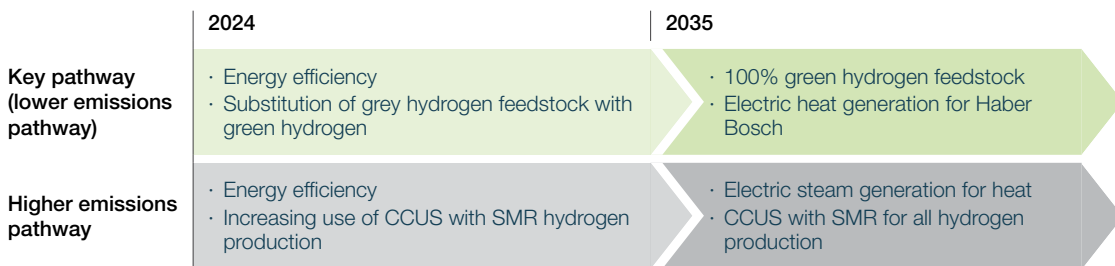 2024
2035
Key pathway
(lower emissions
pathway)
· Energy efficiency
· Substitution of grey hydrogen feedstock with
green hydrogen
· 100% green hydrogen feedstock
· Electric heat generation for Haber
Bosch
Higher emissions
pathway
· Energy efficiency
· Increasing use of CCUS with SMR hydrogen
production
· Electric steam generation for heat
· CCUS with SMR for all hydrogen
production